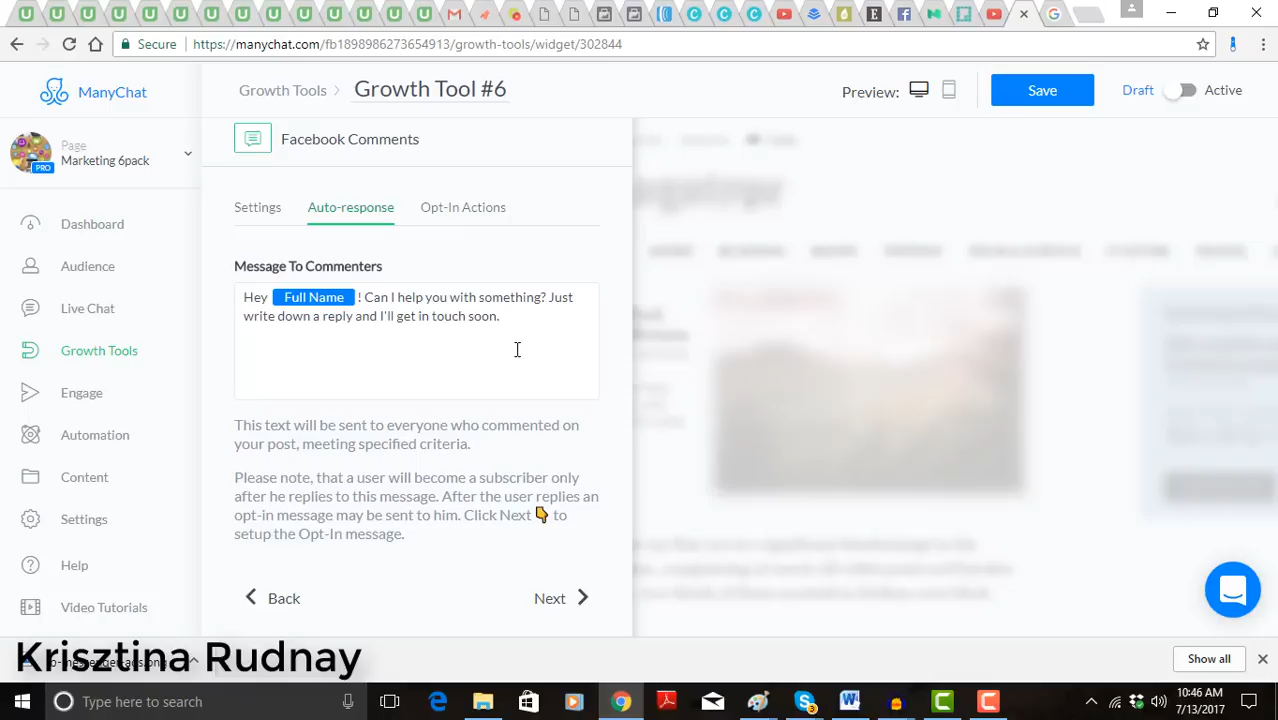 Secure
https://manychat.com/fb1898986273654913/growth-tools/widget/302844
ManyChat
Growth Tools
Growth Tool #6
Preview:
Save
Draft
Active
Page
Marketing 6pack
PRO
Facebook Comments
Settings
Auto-response
Opt-In Actions
Dashboard
Audience
Live Chat
Growth Tools
Engage
Automation
Content
Settings
Help
Video Tutorials
Message To Commenters
Hey Full Name ! Can I help you with something? Just
write down a reply and I'll get in touch soon.
This text will be sent to everyone who commented on
your post, meeting specified criteria.
Please note, that a user will become a subscriber only
after he replies to this message. After the user replies an
opt-in message may be sent to him. Click Next to
setup the Opt-In message.
Back
Next
Krisztina Rudnay
Show all
Type here to search
10:46 AM
7/13/2017